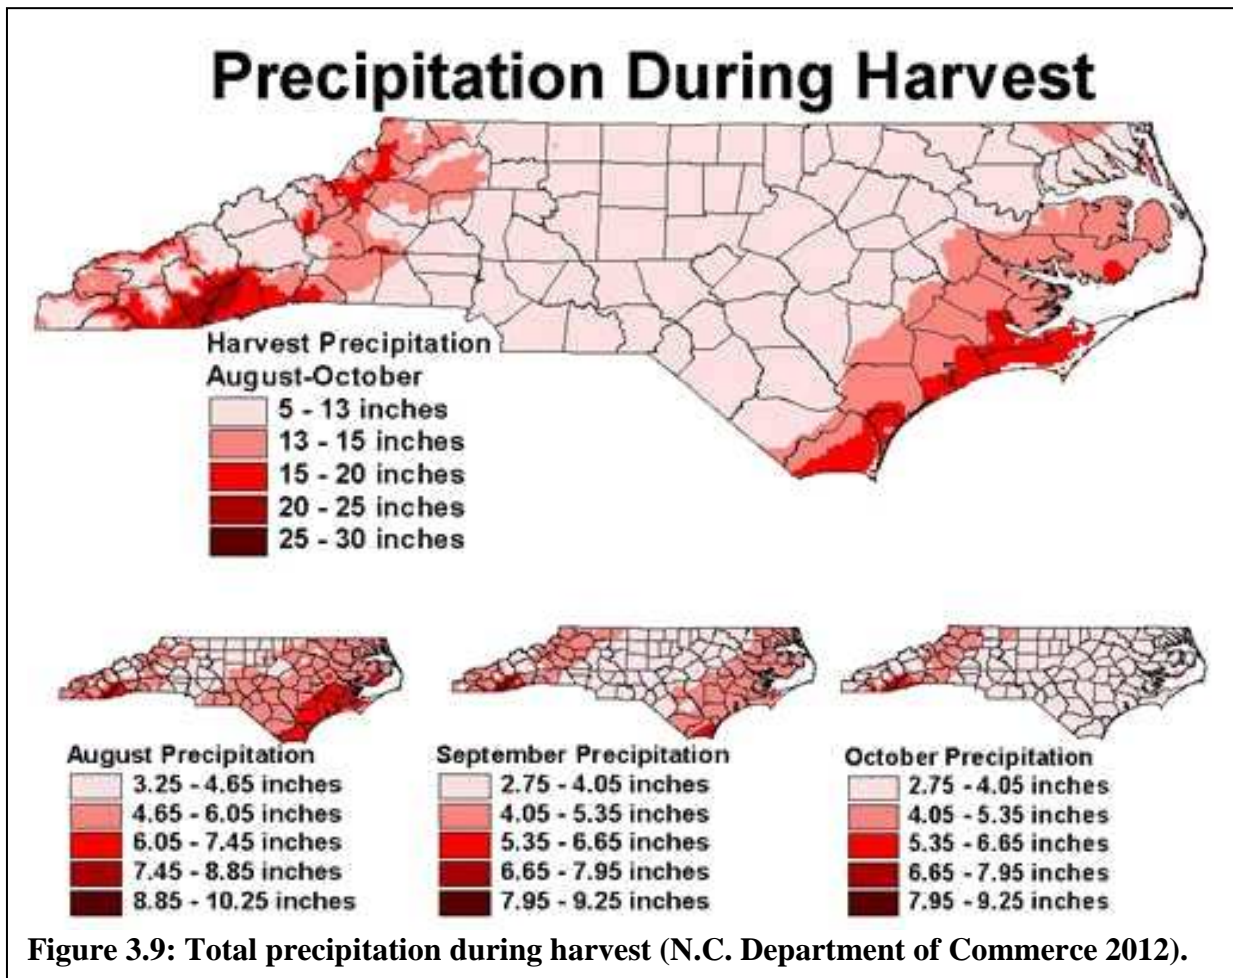 Precipitation During Harvest
Harvest Precipitation
August-October
5 - 13 inches
13 - 15 inches
15 - 20 inches
20 - 25 inches
25 - 30 inches
August Precipitation
3.25 - 4.65 inches
4.65 - 6.05 inches
6.05 - 7.45 inches
7.45 - 8.85 inches
8.85 - 10.25 inches
September Precipitation
2.75 - 4.05 inches
4.05 - 5.35 inches
5.35 - 6.65 inches
6.65 - 7.95 inches
7.95 - 9.25 inches
October Precipitation
2.75 - 4.05 inches
4.05 - 5.35 inches
5.35 - 6.65 inches
6.65 - 7.95 inches
7.95 - 9.25 inches
Figure 3.9: Total precipitation during harvest (N.C. Department of Commerce 2012).